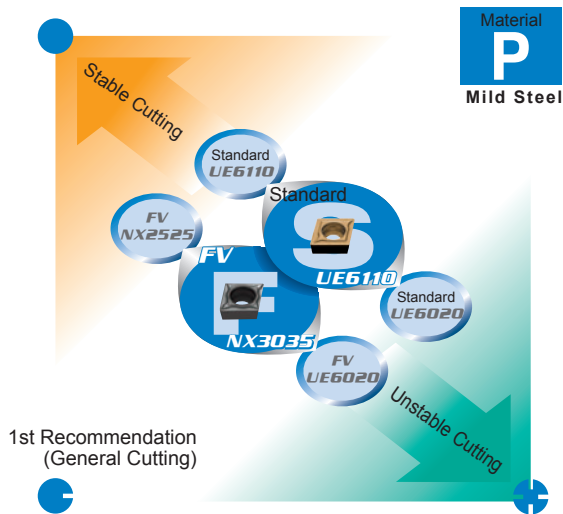 Material
P
Mild Steel
Stable Cutting
Standard
UE6110
FV
NX2525
Standard
S
UE6110
FV
F
NX3035
Standard
UE6020
FV
UE6020
Unstable Cutting
1st Recommendation
(General Cutting)